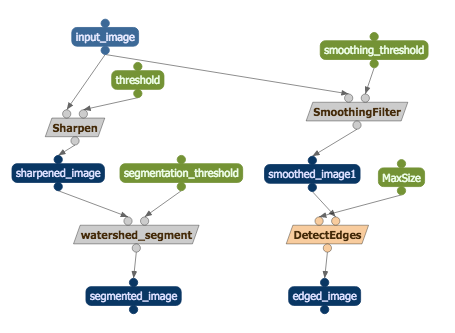 input_image
smoothing_threshold
threshold
SmoothingFilter
Sharpen
sharpened_image
segmentation_threshold
smoothed_image1
MaxSize
watershed_segment
DetectEdges
segmented_image
edged_image